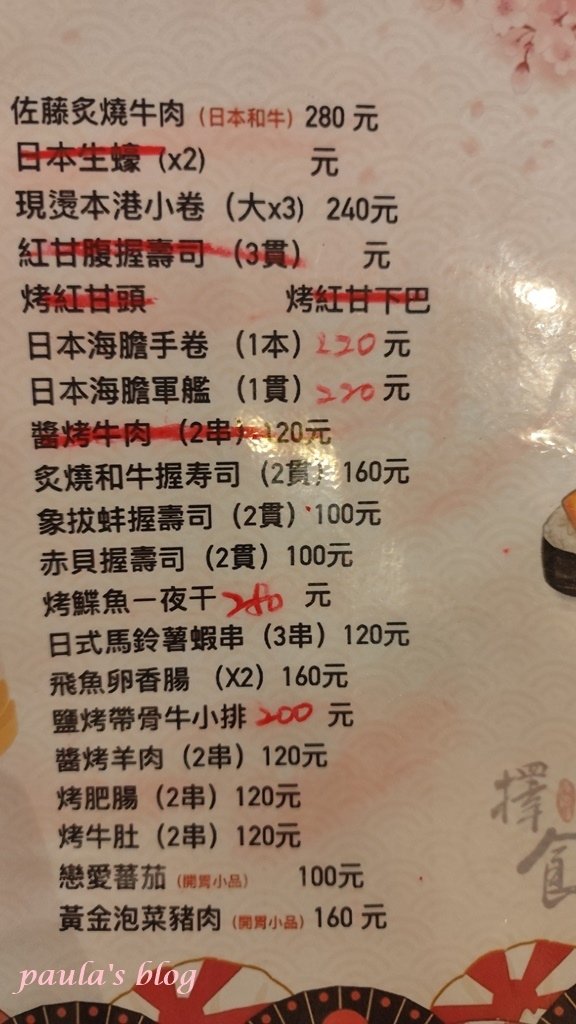 佐藤炙燒牛肉(日本和牛) 280 元
日本生蠔 (x2) 元
現燙本港小卷 (大x3) 240元
紅甘腹握壽司 (3貫) 元
烤紅甘頭 烤紅甘下巴
日本海膽手卷 (1本) 220 元
日本海膽軍艦 (1貫) 220 元
醬烤牛肉 (2串) 120元
炙燒和牛握寿司 (2貫) 160元
象拔蚌握壽司 (2貫) 100元
赤貝握壽司 (2貫) 100元
烤鰈魚一夜干 280 元
日式馬鈴薯蝦串 (3串) 120元
飛魚卵香腸 (X2) 160元
鹽烤帶骨牛小排 200 元
醬烤羊肉 (2串) 120元
烤肥腸 (2串) 120元
烤牛肚 (2串) 120元
戀愛蕃茄 (開胃小品) 100元
黃金泡菜豬肉 (開胃小品) 160 元
擇食
paula's blog